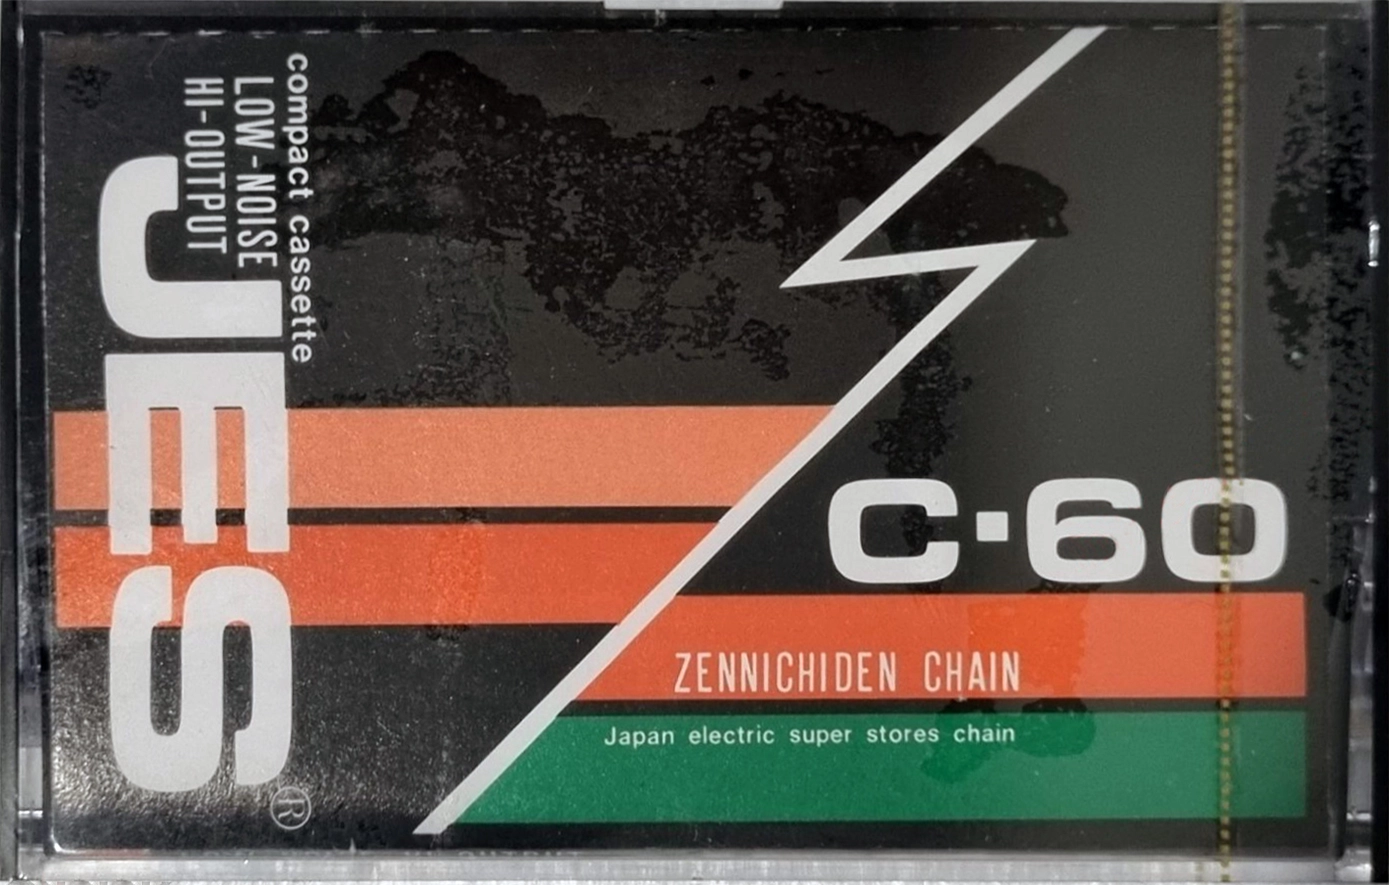 compact cassette
LOW-NOISE
HI-OUTPUT
JES®
C·60
ZENNICHIDEN CHAIN
Japan electric super stores chain